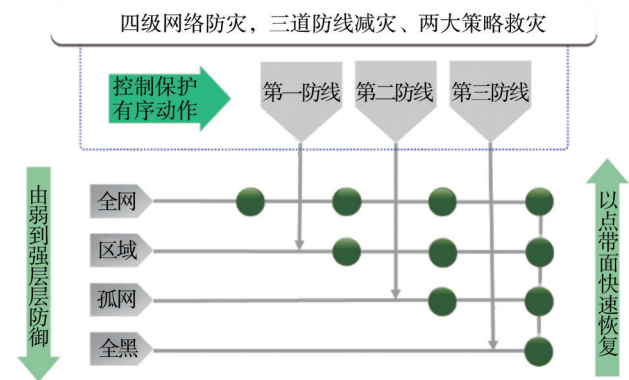 四级网络防灾，三道防线减灾、两大策略救灾
控制保护
有序动作
第一防线
第二防线
第三防线
由弱到强层层防御
全网
区域
孤网
全黑
以点带面快速恢复